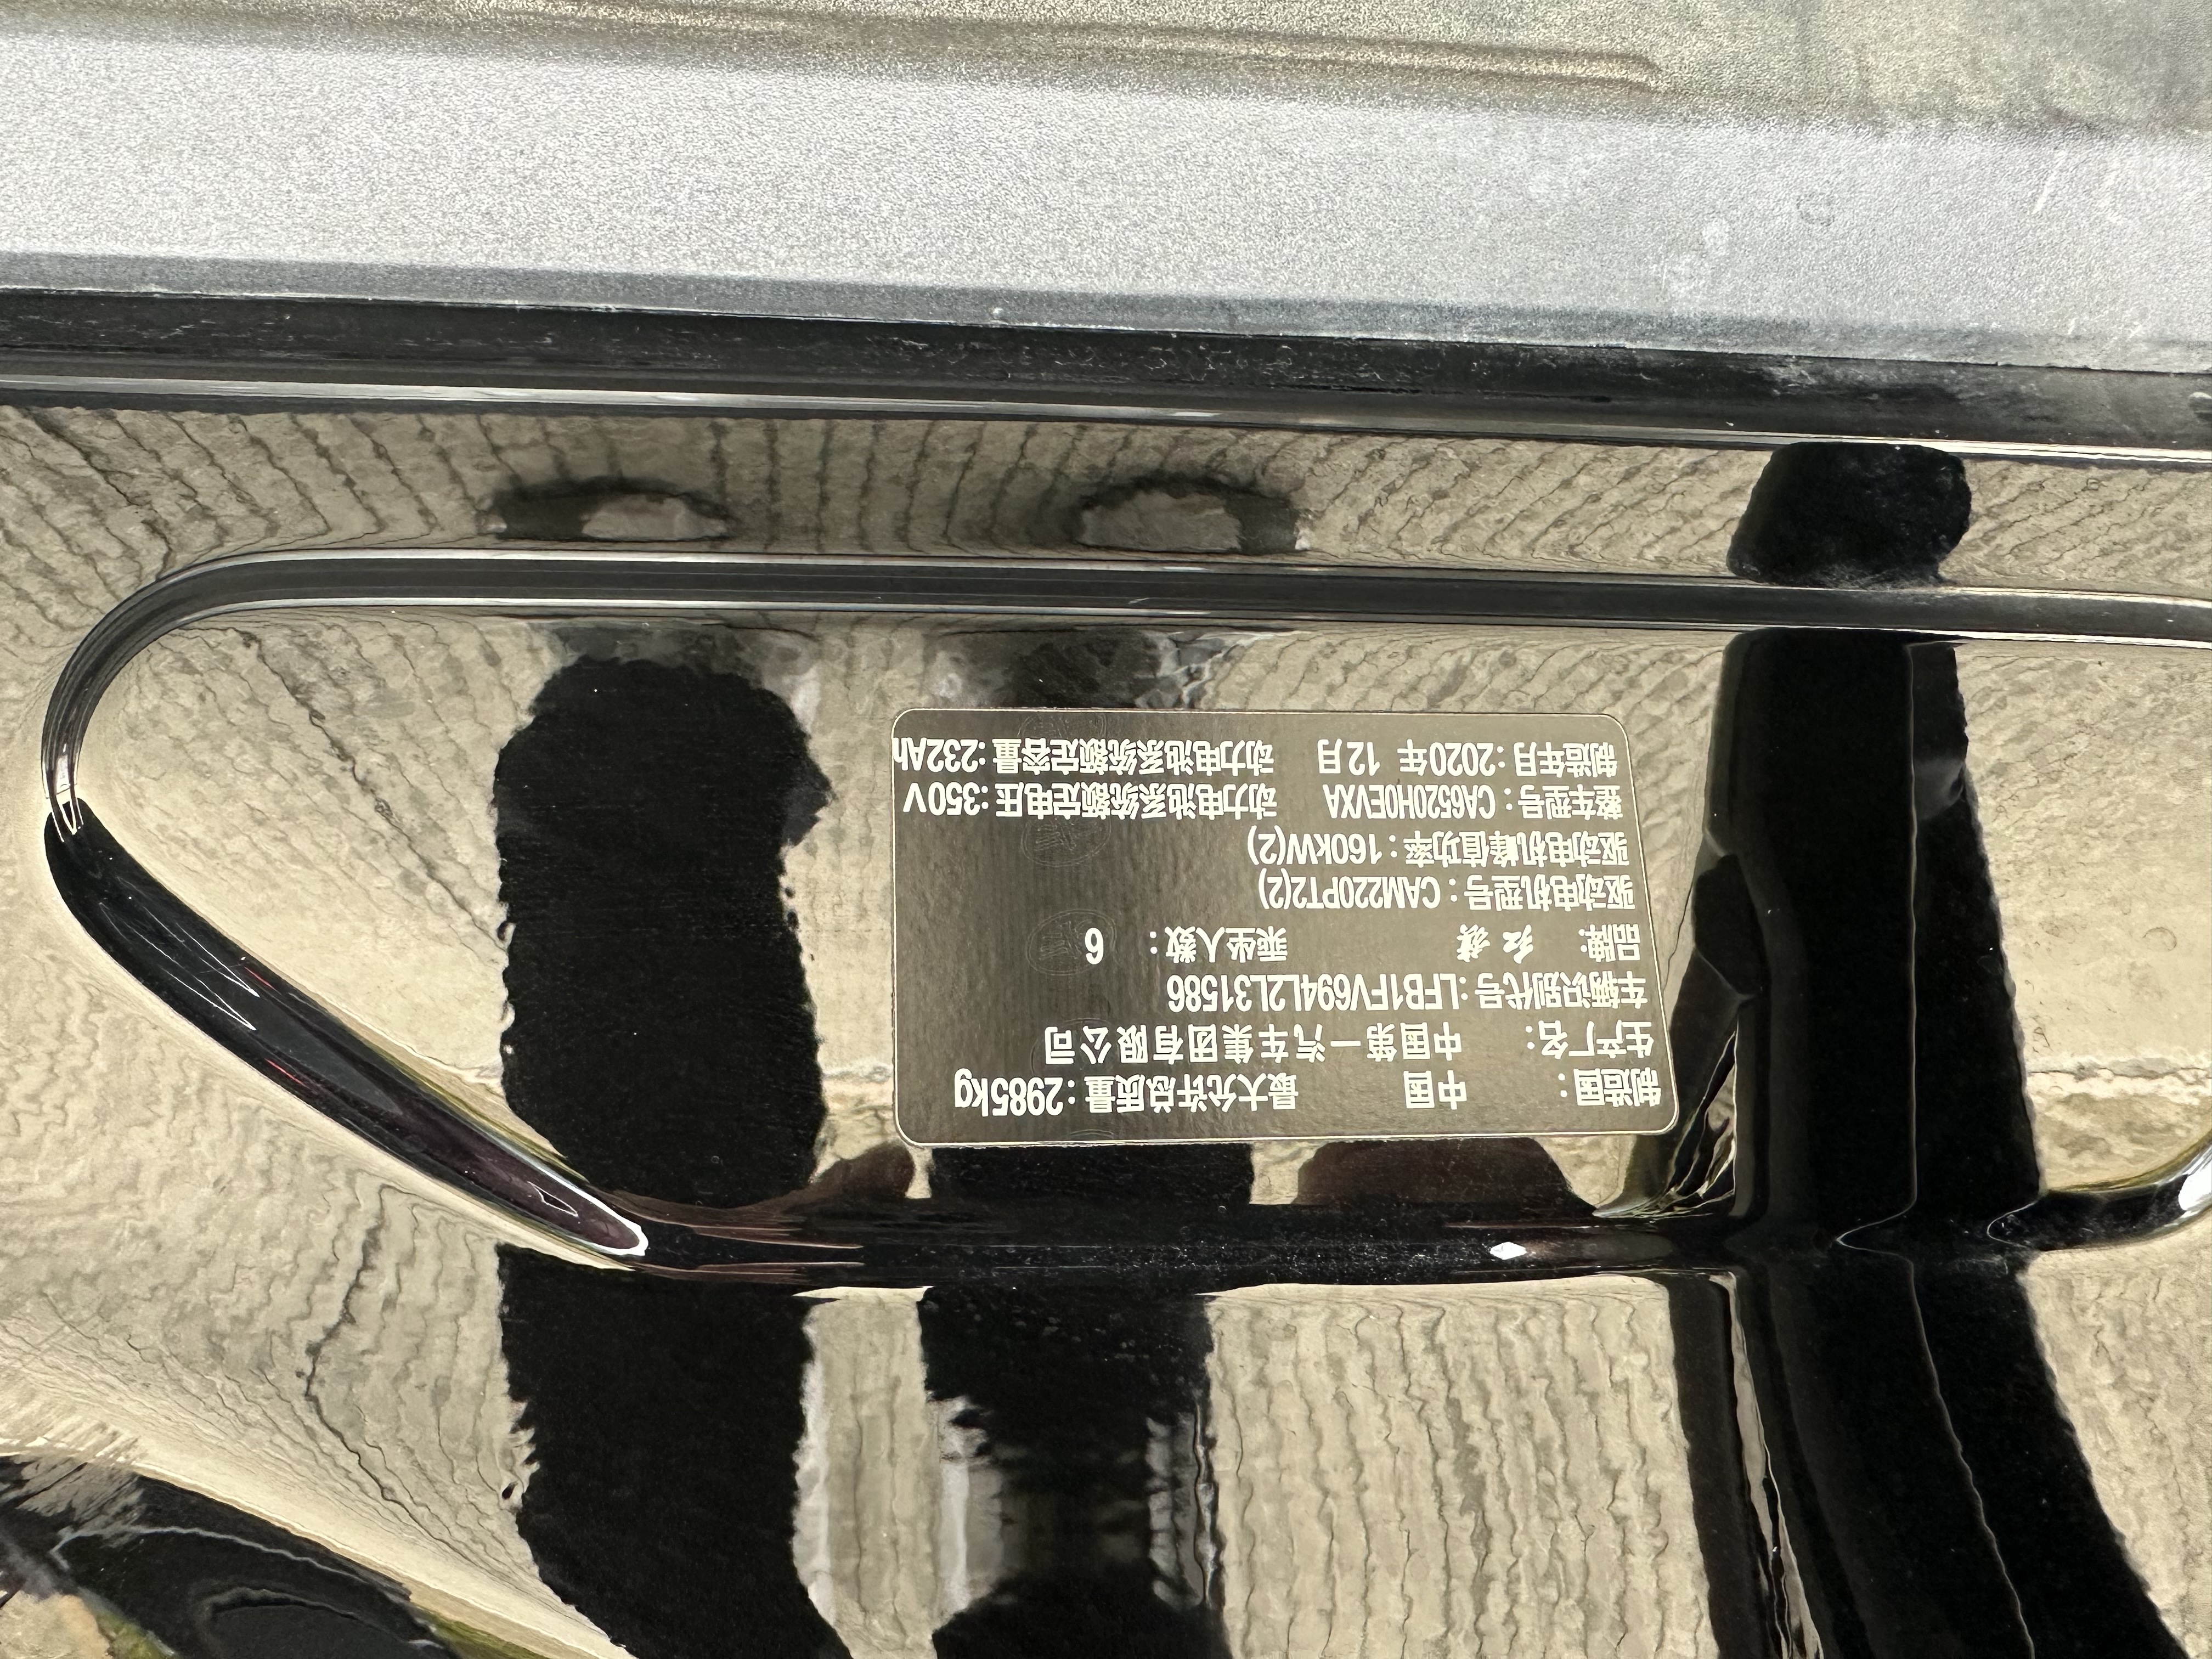 制造国：中国 最大允许总质量：2985kg
生产厂名：中国第一汽车集团有限公司
车辆识别代号：LFB1FV694L2L31586
品牌：红旗 乘坐人数：6
驱动电机型号：CAM220PT2(2)
驱动电机峰值功率：160kW(2)
整车型号：CA6520H0EVXA 动力电池系统额定电压：350V
制造年月：2020年 12月 动力电池系统额定容量：232Ah